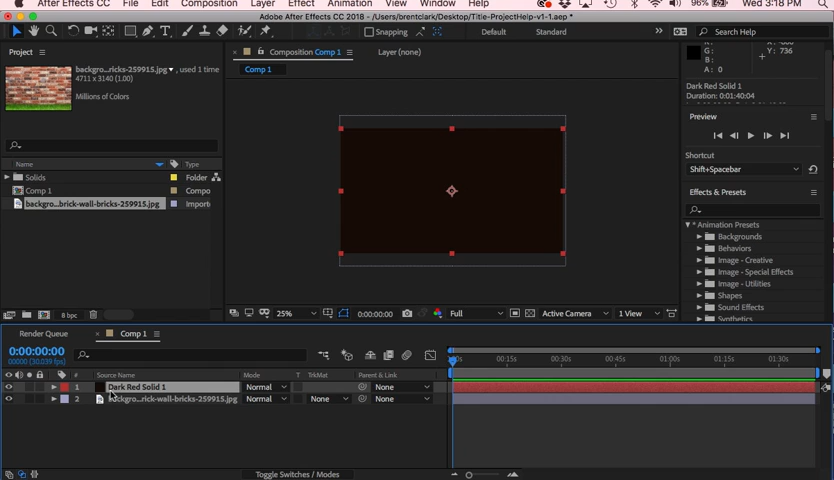 After Effects CC File Edit Composition Layer Effect Animation View Window Help 96% Wed 3:18 PM
Adobe After Effects CC 2018 - /Users/brentclark/Desktop/Title-ProjectHelp-v1-1.aep *
Snapping Default Standard Search Help
Project
Composition Comp 1 Layer (none)
Comp 1
backgro...bricks-259915.jpg , used 1 time
4711 x 3140 (1.00)
Millions of Colors
G:
B:
A: 0
Y: 736
Dark Red Solid 1
Duration: 0:01:40:04
Preview
Shortcut
Shift+Spacebar
Effects & Presets
Name Type
Solids Folder
Comp 1 Compo
backgro...brick-wall-bricks-259915.jpg Import
* Animation Presets
Backgrounds
Behaviors
Image - Creative
Image - Special Effects
Image - Utilities
Shapes
Sound Effects
Synthetics
8 bpc
25% 0:00:00:00 Full Active Camera 1 View
Render Queue Comp 1
0:00:00:00
00000 (30.039 fps)
00:15s 00:30s 00:45s 01:00s 01:15s 01:30s
# Source Name Mode T TrkMat Parent & Link
1 Dark Red Solid 1 Normal None
2 backgro...rick-wall-bricks-259915.jpg Normal None None
Toggle Switches / Modes